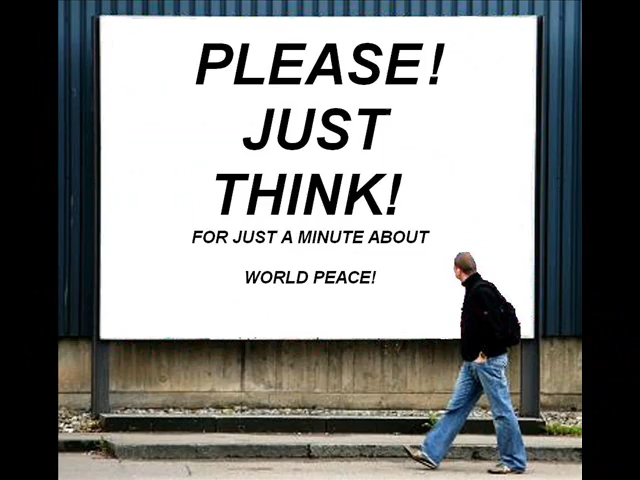 PLEASE!
JUST
THINK!
FOR JUST A MINUTE ABOUT
WORLD PEACE!